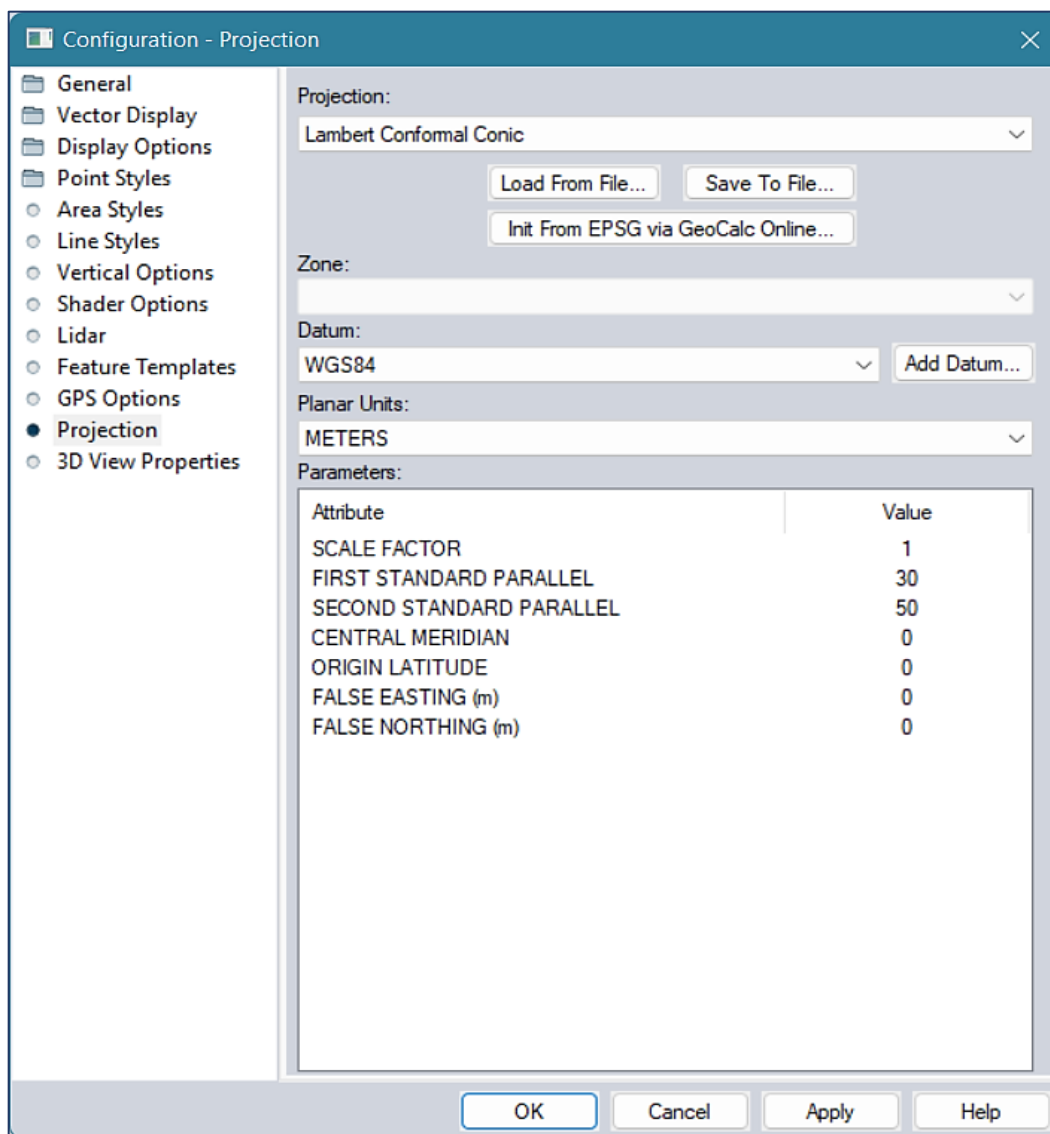 Configuration - Projection
General
Vector Display
Display Options
Point Styles
Area Styles
Line Styles
Vertical Options
Shader Options
Lidar
Feature Templates
GPS Options
Projection
3D View Properties
Projection:
Lambert Conformal Conic
Load From File... Save To File...
Init From EPSG via GeoCalc Online...
Zone:
Datum:
WGS84 Add Datum...
Planar Units:
METERS
Parameters:
Attribute Value
SCALE FACTOR 1
FIRST STANDARD PARALLEL 30
SECOND STANDARD PARALLEL 50
CENTRAL MERIDIAN 0
ORIGIN LATITUDE 0
FALSE EASTING (m) 0
FALSE NORTHING (m) 0
OK Cancel Apply Help